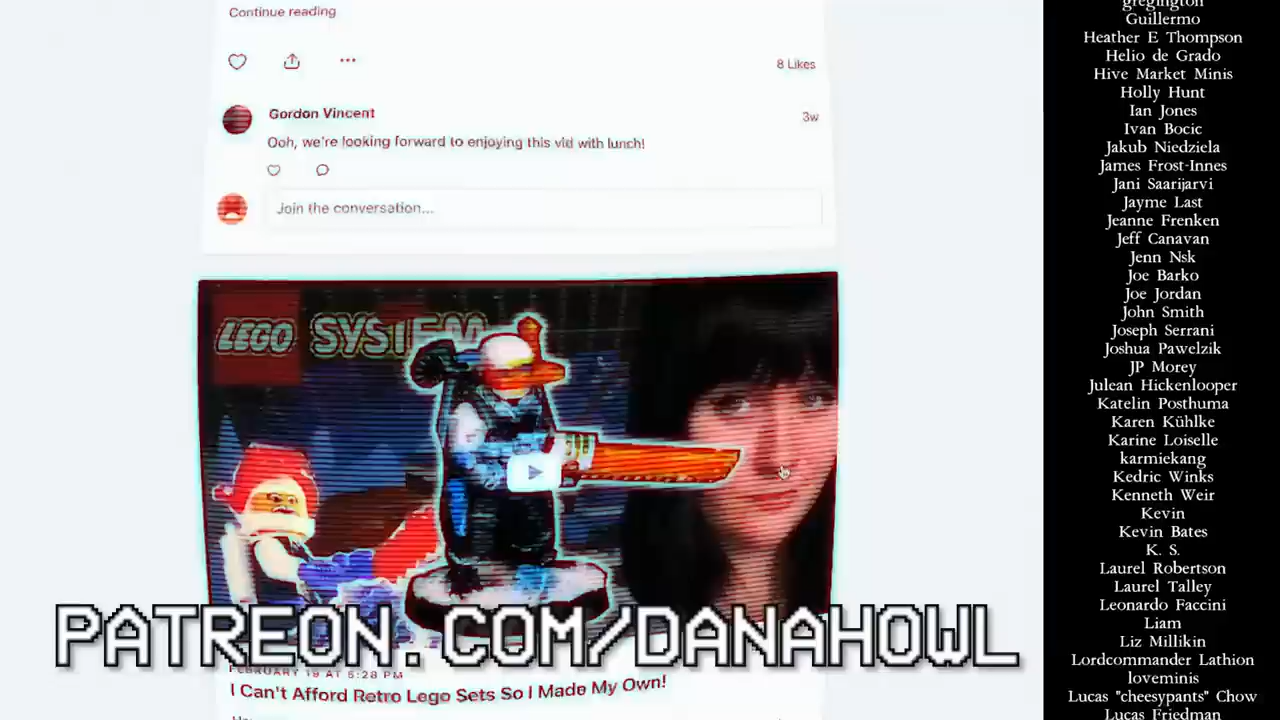 Continue reading
8 Likes
Gordon Vincent
3w
Ooh, we're looking forward to enjoying this vid with lunch!
Join the conversation...
LEGO SYSTEM
PATREON.COM/DANAHOWL
FEBRUARY 19 AT 5:28 PM
I Can't Afford Retro Lego Sets So I Made My Own!
gregington
Guillermo
Heather E Thompson
Helio de Grado
Hive Market Minis
Holly Hunt
Ian Jones
Ivan Bocic
Jakub Niedziela
James Frost-Innes
Jani Saarijarvi
Jayme Last
Jeanne Frenken
Jeff Canavan
Jenn Nsk
Joe Barko
Joe Jordan
John Smith
Joseph Serrani
Joshua Pawelzik
JP Morey
Julean Hickenlooper
Katelin Posthuma
Karen Kühlke
Karine Loiselle
karmiekang
Kedric Winks
Kenneth Weir
Kevin
Kevin Bates
K. S.
Laurel Robertson
Laurel Talley
Leonardo Faccini
Liam
Liz Millikin
Lordcommander Lathion
loveminis
Lucas "cheesypants" Chow
Lucas Friedman